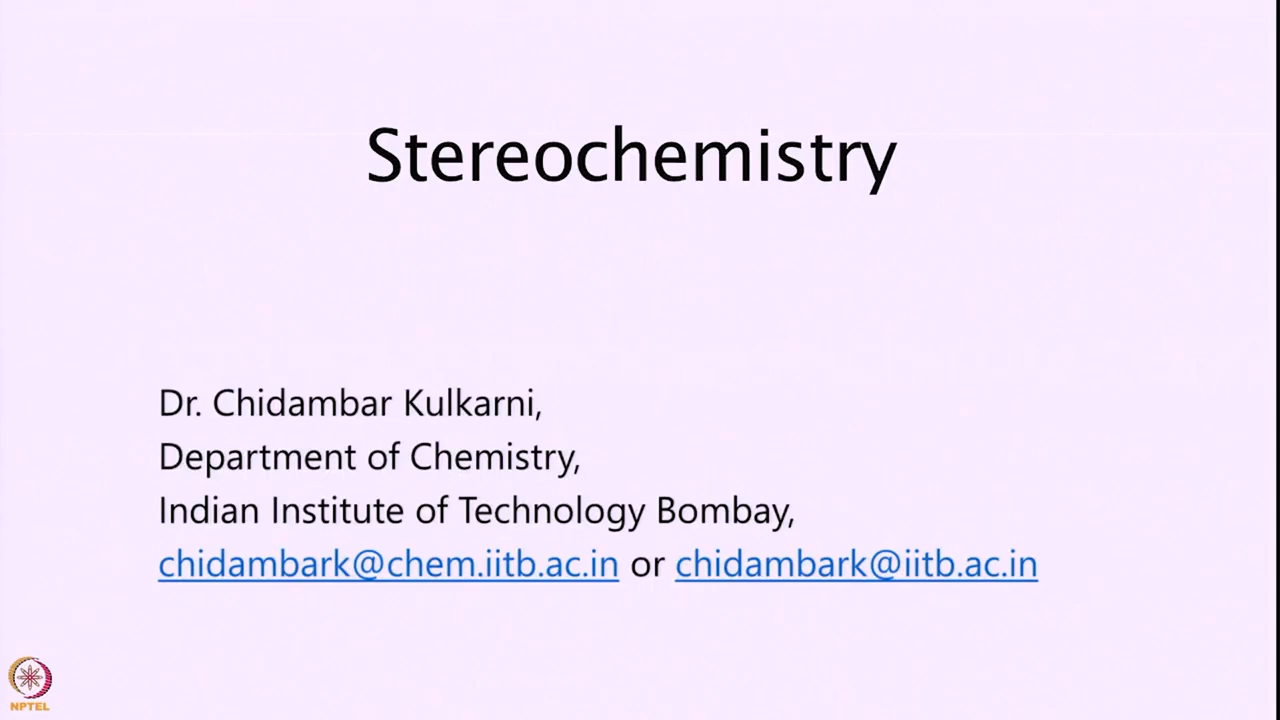 Stereochemistry
Dr. Chidambar Kulkarni,
Department of Chemistry,
Indian Institute of Technology Bombay,
chidambark@chem.iitb.ac.in or chidambark@iitb.ac.in
NPTEL